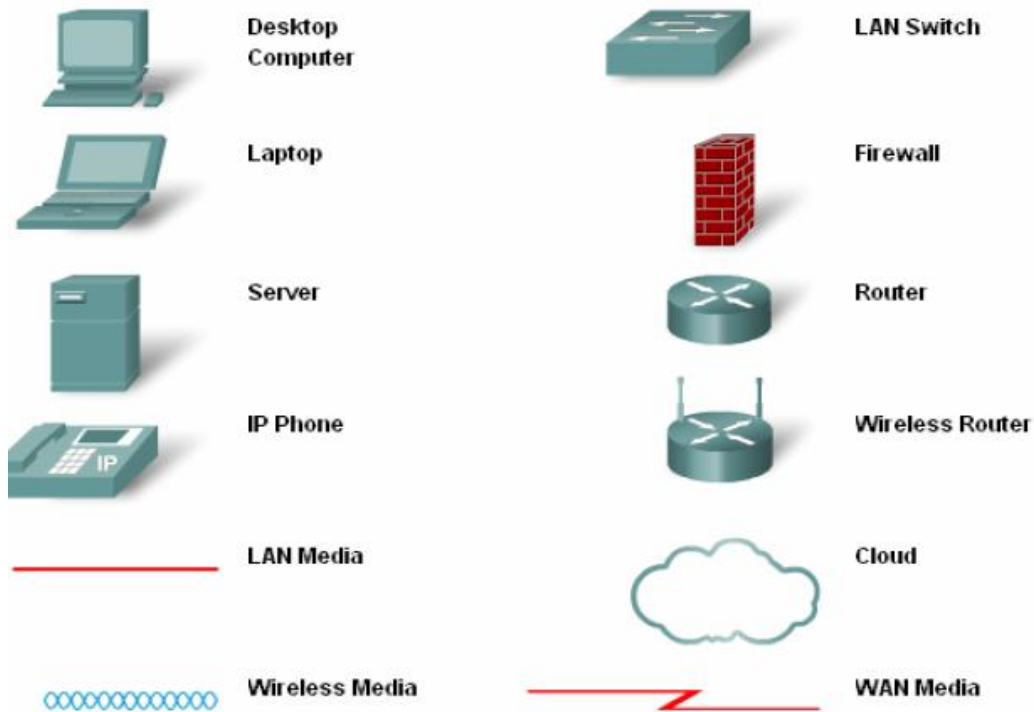 Desktop
Computer
LAN Switch
Laptop
Firewall
Server
Router
IP Phone
IP
Wireless Router
LAN Media
Cloud
Wireless Media
WAN Media